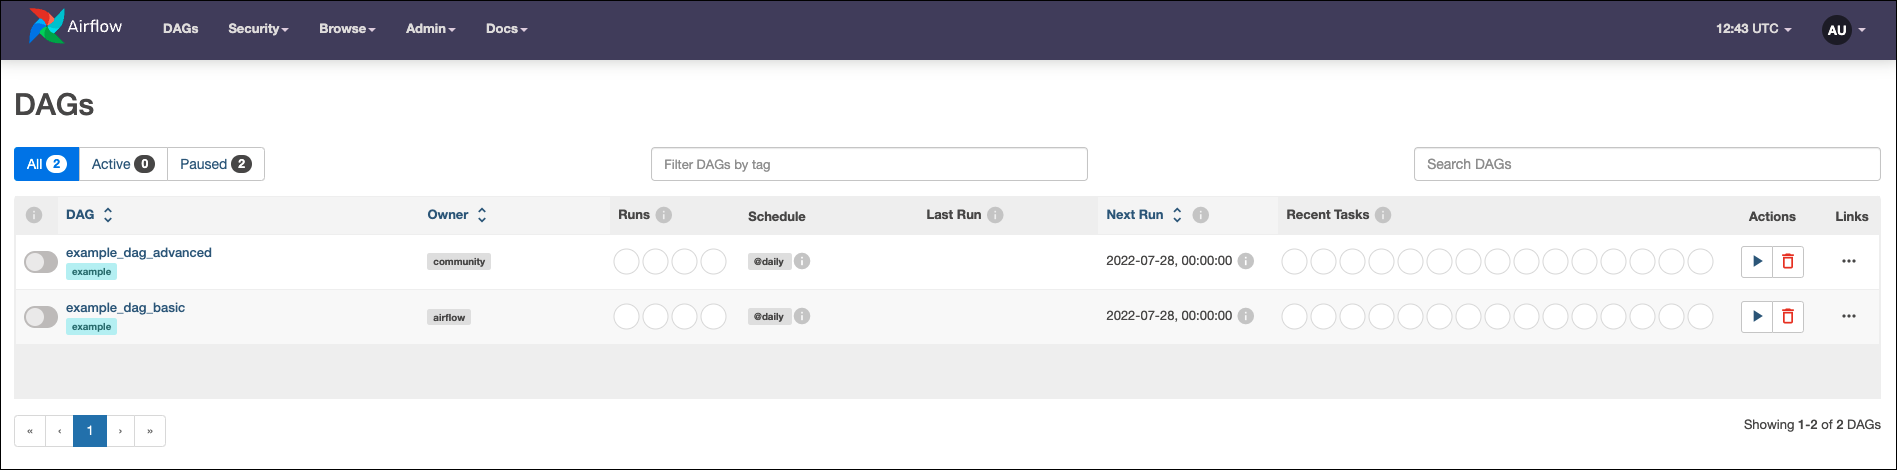 Airflow DAGs Security Browse Admin Docs 12:43 UTC AU
DAGs
All 2 Active 0 Paused 2 Filter DAGs by tag Search DAGs
i DAG Owner Runs i Schedule Last Run i Next Run i Recent Tasks i Actions Links
example_dag_advanced community @daily i 2022-07-28, 00:00:00 i ...
example
example_dag_basic airflow @daily i 2022-07-28, 00:00:00 i ...
example
« ‹ 1 › » Showing 1-2 of 2 DAGs